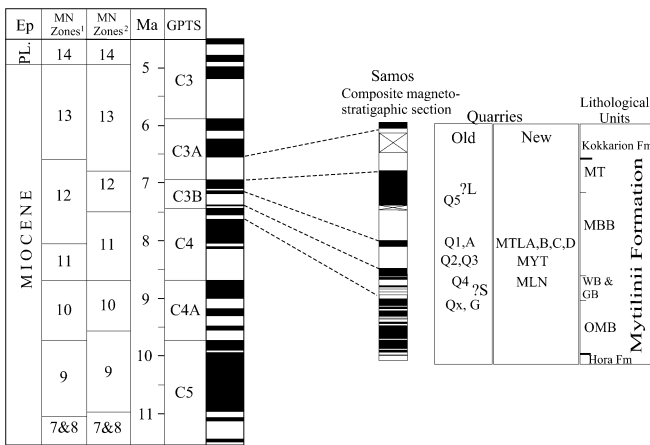 Ep MN Zones¹ MN Zones² Ma GPTS
PL. 14 14
5
C3
13 13
6
C3A
7
12 12
C3B
MIOCENE
11
8
C4
11
9
10 10
C4A
10
9 9
C5
11
7&8 7&8
Samos
Composite magneto-
stratigaphic section
Quarries
Old New
Lithological
Units
Kokkarion Fm
MT
?L
Q5
MBB
Q1,A MTLA,B,C,D
Q2,Q3 MYT
Q4 MLN
?S
WB &
GB
Qx, G
OMB
Hora Fm
Mytilinii Formation